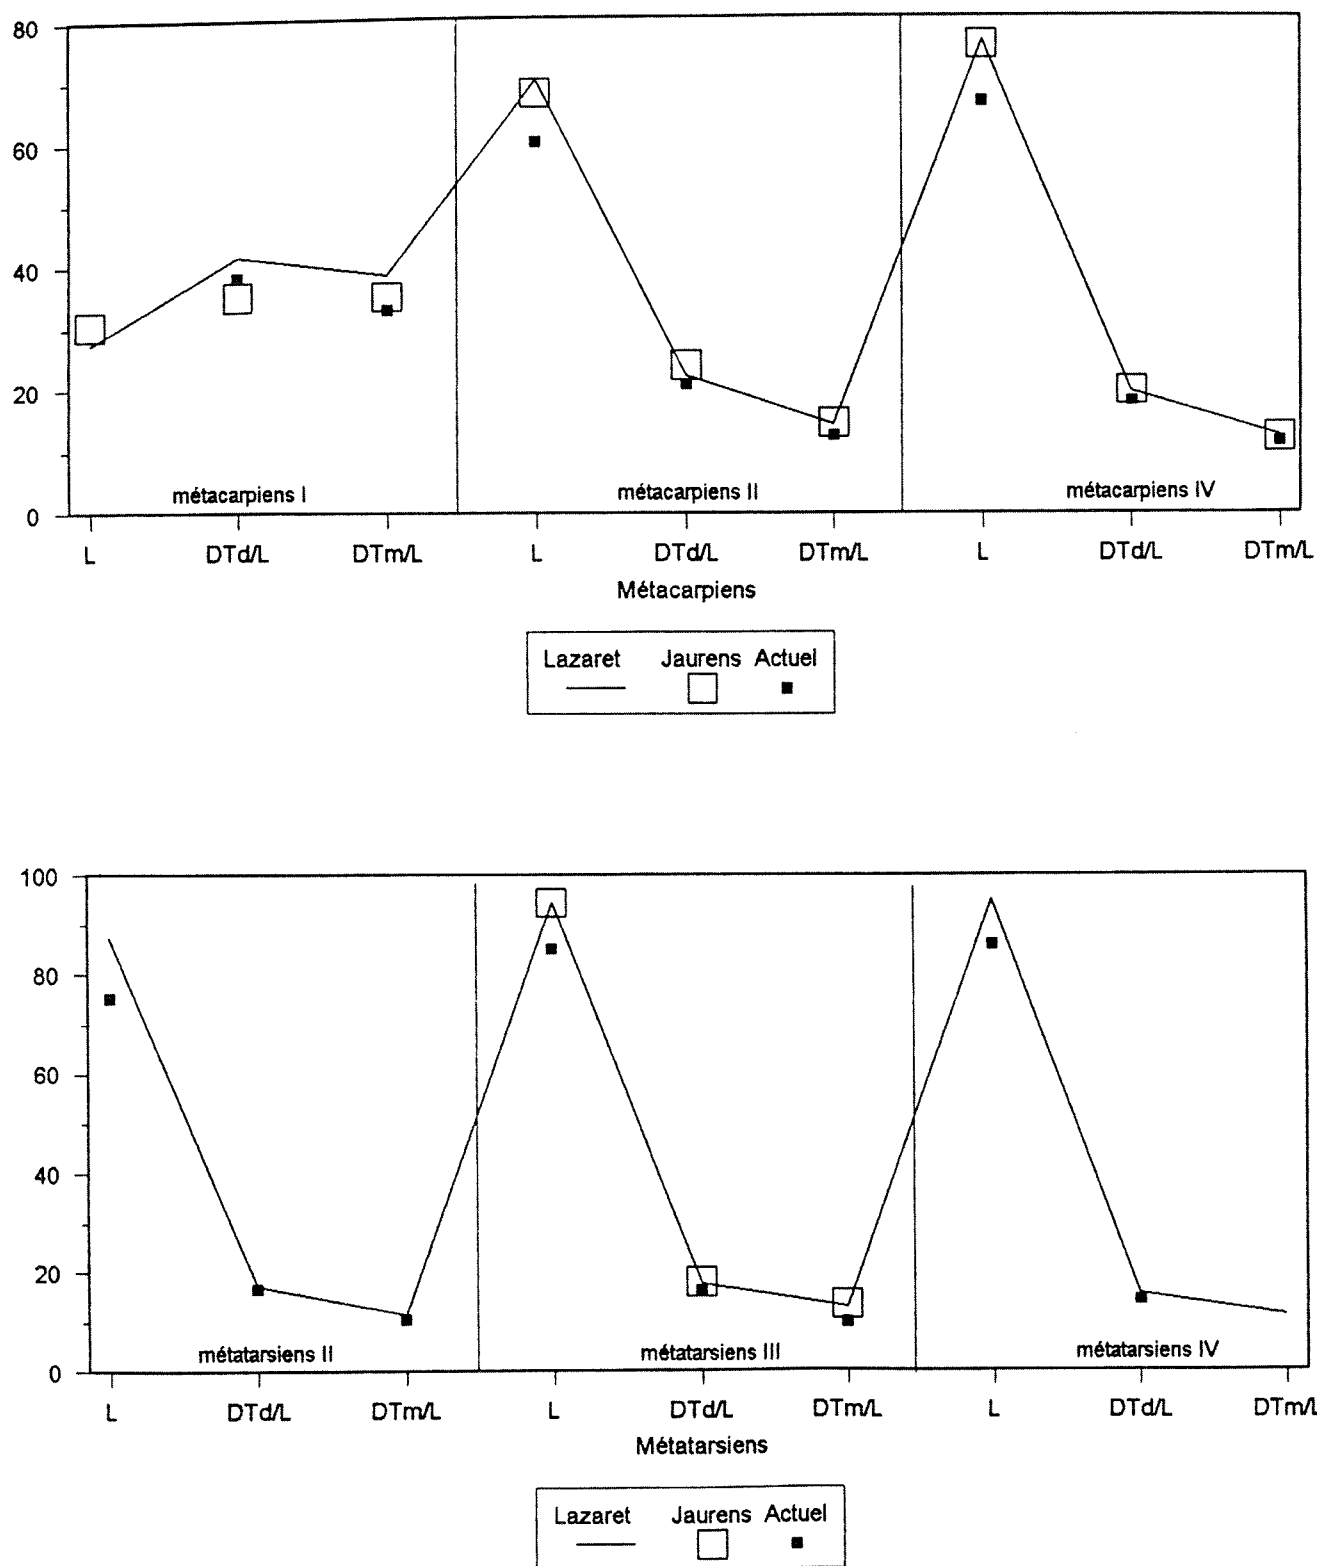 80
60
40
20
0
métacarpiens I métacarpiens II métacarpiens IV
L DTd/L DTm/L L DTd/L DTm/L L DTd/L DTm/L
Métacarpiens
Lazaret Jaurens Actuel
100
80
60
40
20
0
métatarsiens II métatarsiens III métatarsiens IV
L DTd/L DTm/L L DTd/L DTm/L L DTd/L DTm/L
Métatarsiens
Lazaret Jaurens Actuel